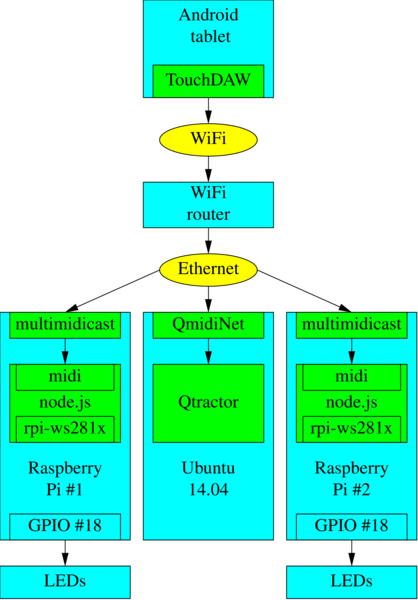 Android
tablet
TouchDAW
WiFi
WiFi
router
Ethernet
multimidicast
QmidiNet
multimidicast
midi
node.js
rpi-ws281x
Qtractor
midi
node.js
rpi-ws281x
Raspberry
Pi #1
Ubuntu
14.04
Raspberry
Pi #2
GPIO #18
GPIO #18
LEDs
LEDs